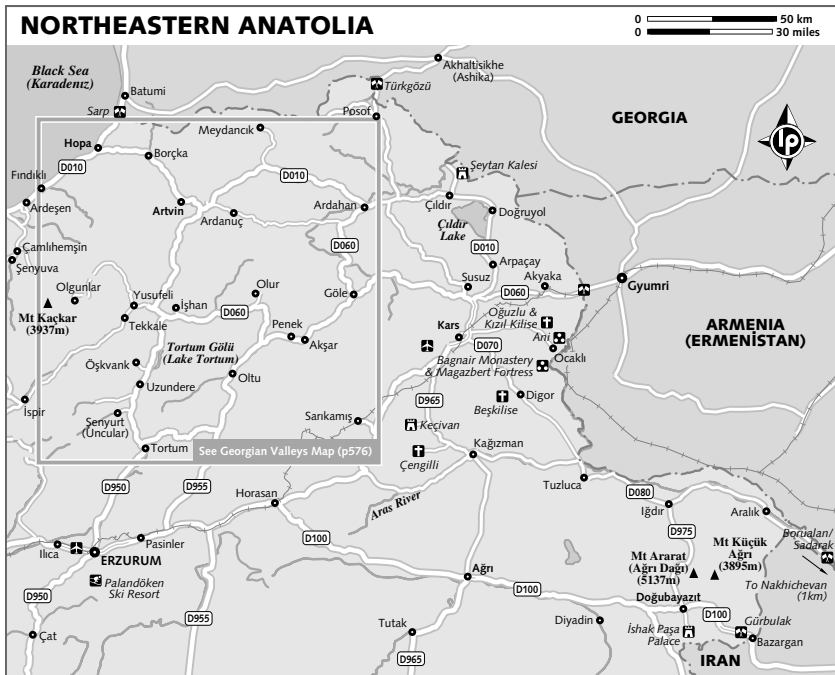 NORTHEASTERN ANATOLIA
0 50 km
0 30 miles
Black Sea
(Karadenız)
Batumi
Sarp
Akhaltisikhe
(Ashika)
Türkgözü
Posof
GEORGIA
lp
Hopa
Meydancık
Borçka
D010
Fındıklı
Ardeşen
Artvin
Ardanuç
D010
Ardahan
Şeytan Kalesi
Çıldır
Doğruyol
Çıldır
Lake
Çamlıhemşin
Şenyuva
D060
D010
Arpaçay
Olgunlar
Mt Kaçkar
(3937m)
Yusufeli
İşhan
Olur
Göle
Susuz
Akyaka
D060
Gyumri
Tekkale
D060
Penek
Akşar
Oğuzlu &
Kızıl Kilise
Kars
Ani
Ocaklı
ARMENIA
(ERMENİSTAN)
Tortum Gölü
(Lake Tortum)
D070
Bagnair Monastery
& Magazbert Fortress
Öşkvank
Uzundere
Oltu
D965
Digor
Beşkilise
İspir
Şenyurt
(Uncular)
Sarıkamış
Keçivan
Tortum
See Georgian Valleys Map (p576)
Çengilli
Kağızman
Tuzluca
D950
D955
Horasan
Aras River
D080
Iğdır
Aralık
D975
Ilıca
ERZURUM
Pasinler
D100
Mt Ararat
(Ağrı Dağı)
(5137m)
Mt Küçük
Ağrı
(3895m)
Borualan/
Sadarak
To Nakhichevan
(1km)
Palandöken
Ski Resort
Ağrı
D100
Doğubayazıt
D950
D955
Çat
Tutak
D965
Diyadin
İshak Paşa
Palace
D100
Gürbulak
Bazargan
IRAN